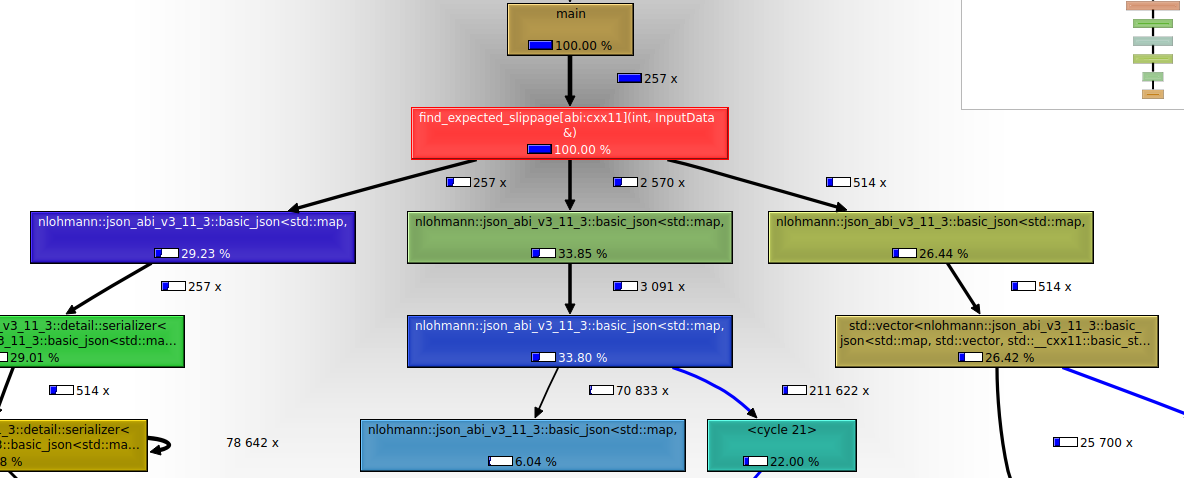 main
100.00 %
257 x
find_expected_slippage[abi:cxx11](int, InputData
&)
100.00 %
257 x
2 570 x
514 x
nlohmann::json_abi_v3_11_3::basic_json<std::map,
29.23 %
nlohmann::json_abi_v3_11_3::basic_json<std::map,
33.85 %
nlohmann::json_abi_v3_11_3::basic_json<std::map,
26.44 %
257 x
3 091 x
514 x
_v3_11_3::detail::serializer<
3_11_3::basic_json<std::ma...
29.01 %
nlohmann::json_abi_v3_11_3::basic_json<std::map,
33.80 %
std::vector<nlohmann::json_abi_v3_11_3::basic_
json<std::map, std::vector, std::__cxx11::basic_st...
26.42 %
514 x
70 833 x
211 622 x
_3::detail::serializer<
3::basic_json<std::ma...
8 %
78 642 x
nlohmann::json_abi_v3_11_3::basic_json<std::map,
6.04 %
<cycle 21>
22.00 %
25 700 x